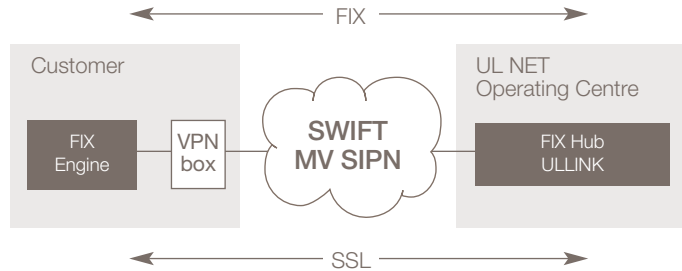 FIX
Customer
FIX
Engine
VPN
box
SWIFT
MV SIPN
UL NET
Operating Centre
FIX Hub
ULLINK
SSL